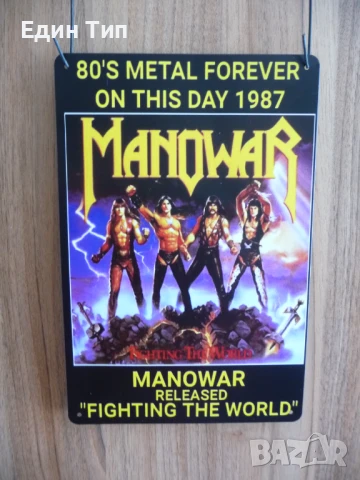 Един Тип
80'S METAL FOREVER
ON THIS DAY 1987
MANOWAR
FIGHTING THE WORLD
MANOWAR
RELEASED
"FIGHTING THE WORLD"
BAZAR